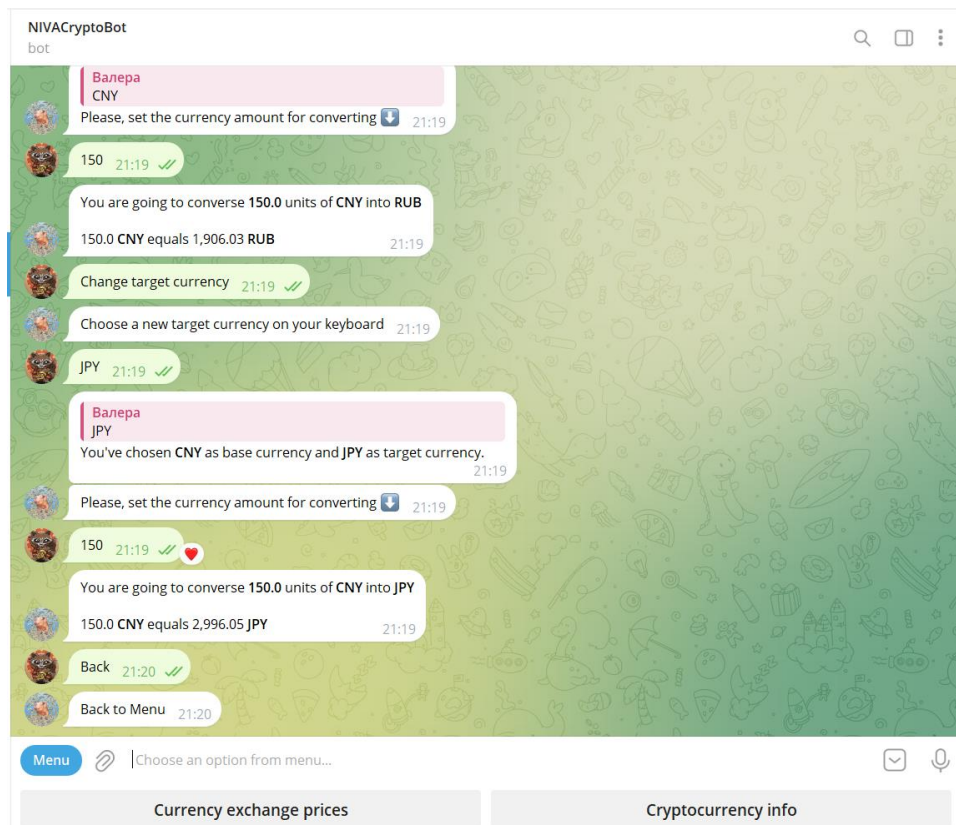 NIVACryptoBot
bot
Валера
CNY
Please, set the currency amount for converting
21:19
150 21:19
You are going to converse 150.0 units of CNY into RUB
150.0 CNY equals 1,906.03 RUB
21:19
Change target currency 21:19
Choose a new target currency on your keyboard 21:19
JPY 21:19
Валера
JPY
You've chosen CNY as base currency and JPY as target currency.
21:19
Please, set the currency amount for converting
21:19
150 21:19
You are going to converse 150.0 units of CNY into JPY
150.0 CNY equals 2,996.05 JPY
21:19
Back 21:20
Back to Menu 21:20
Menu
Choose an option from menu...
Currency exchange prices
Cryptocurrency info